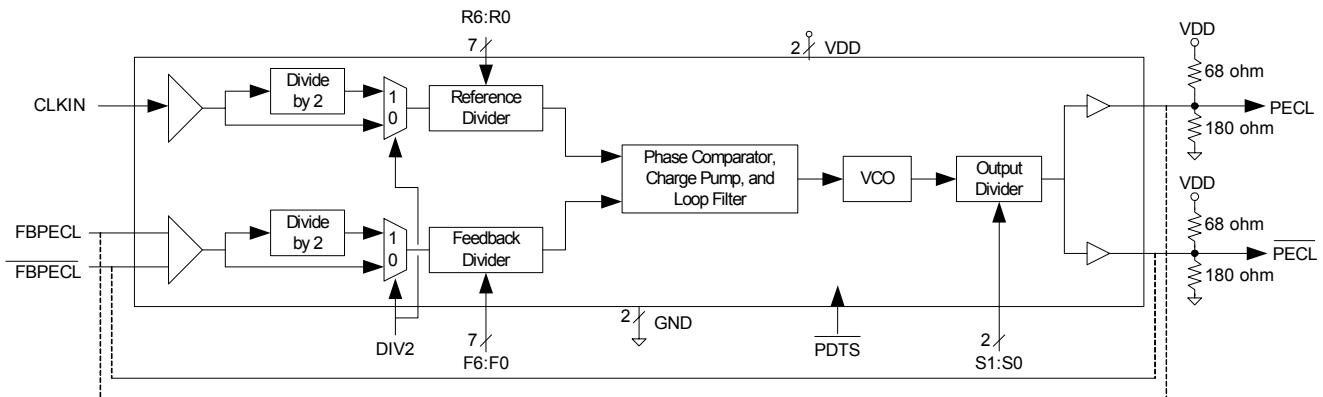 R6:R0
7
2
VDD
VDD
68 ohm
CLKIN
Divide
by 2
1
0
Reference
Divider
PECL
180 ohm
Phase Comparator,
Charge Pump, and
Loop Filter
VCO
Output
Divider
VDD
68 ohm
FBPECL
Divide
by 2
1
0
Feedback
Divider
FBPECL
PECL
180 ohm
2
GND
DIV2
7
F6:F0
PDTS
2
S1:S0